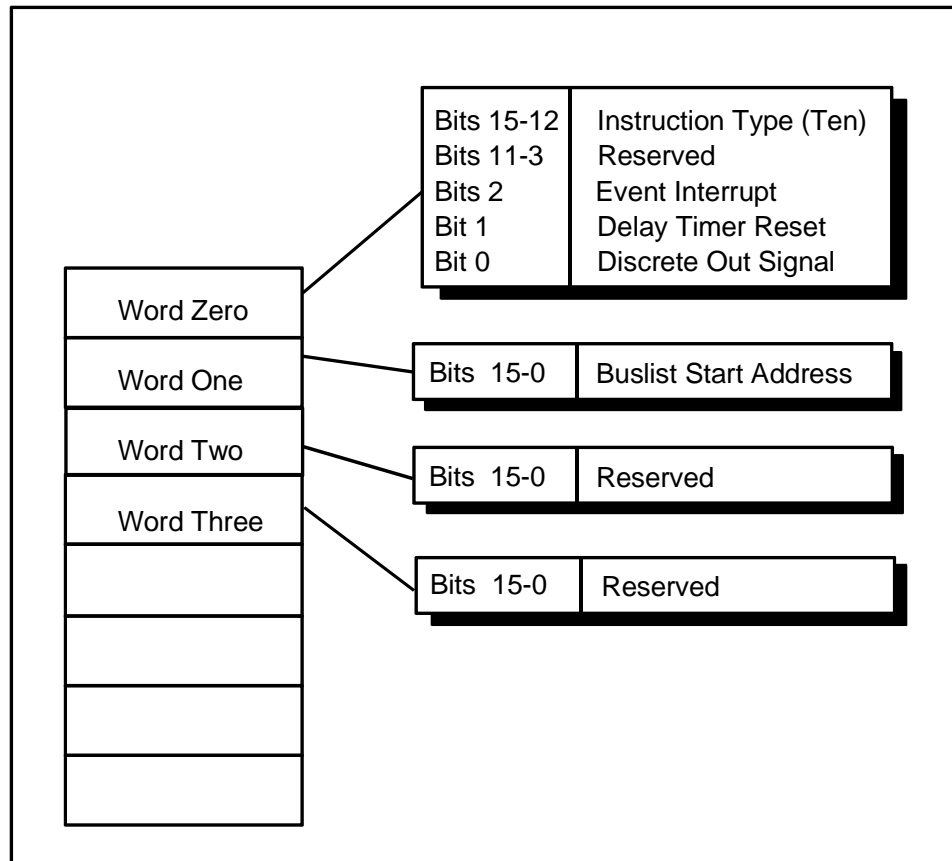 Bits 15-12 Instruction Type (Ten)
Bits 11-3 Reserved
Bits 2 Event Interrupt
Bit 1 Delay Timer Reset
Bit 0 Discrete Out Signal
Word Zero
Word One
Bits 15-0 Buslist Start Address
Word Two
Bits 15-0 Reserved
Word Three
Bits 15-0 Reserved